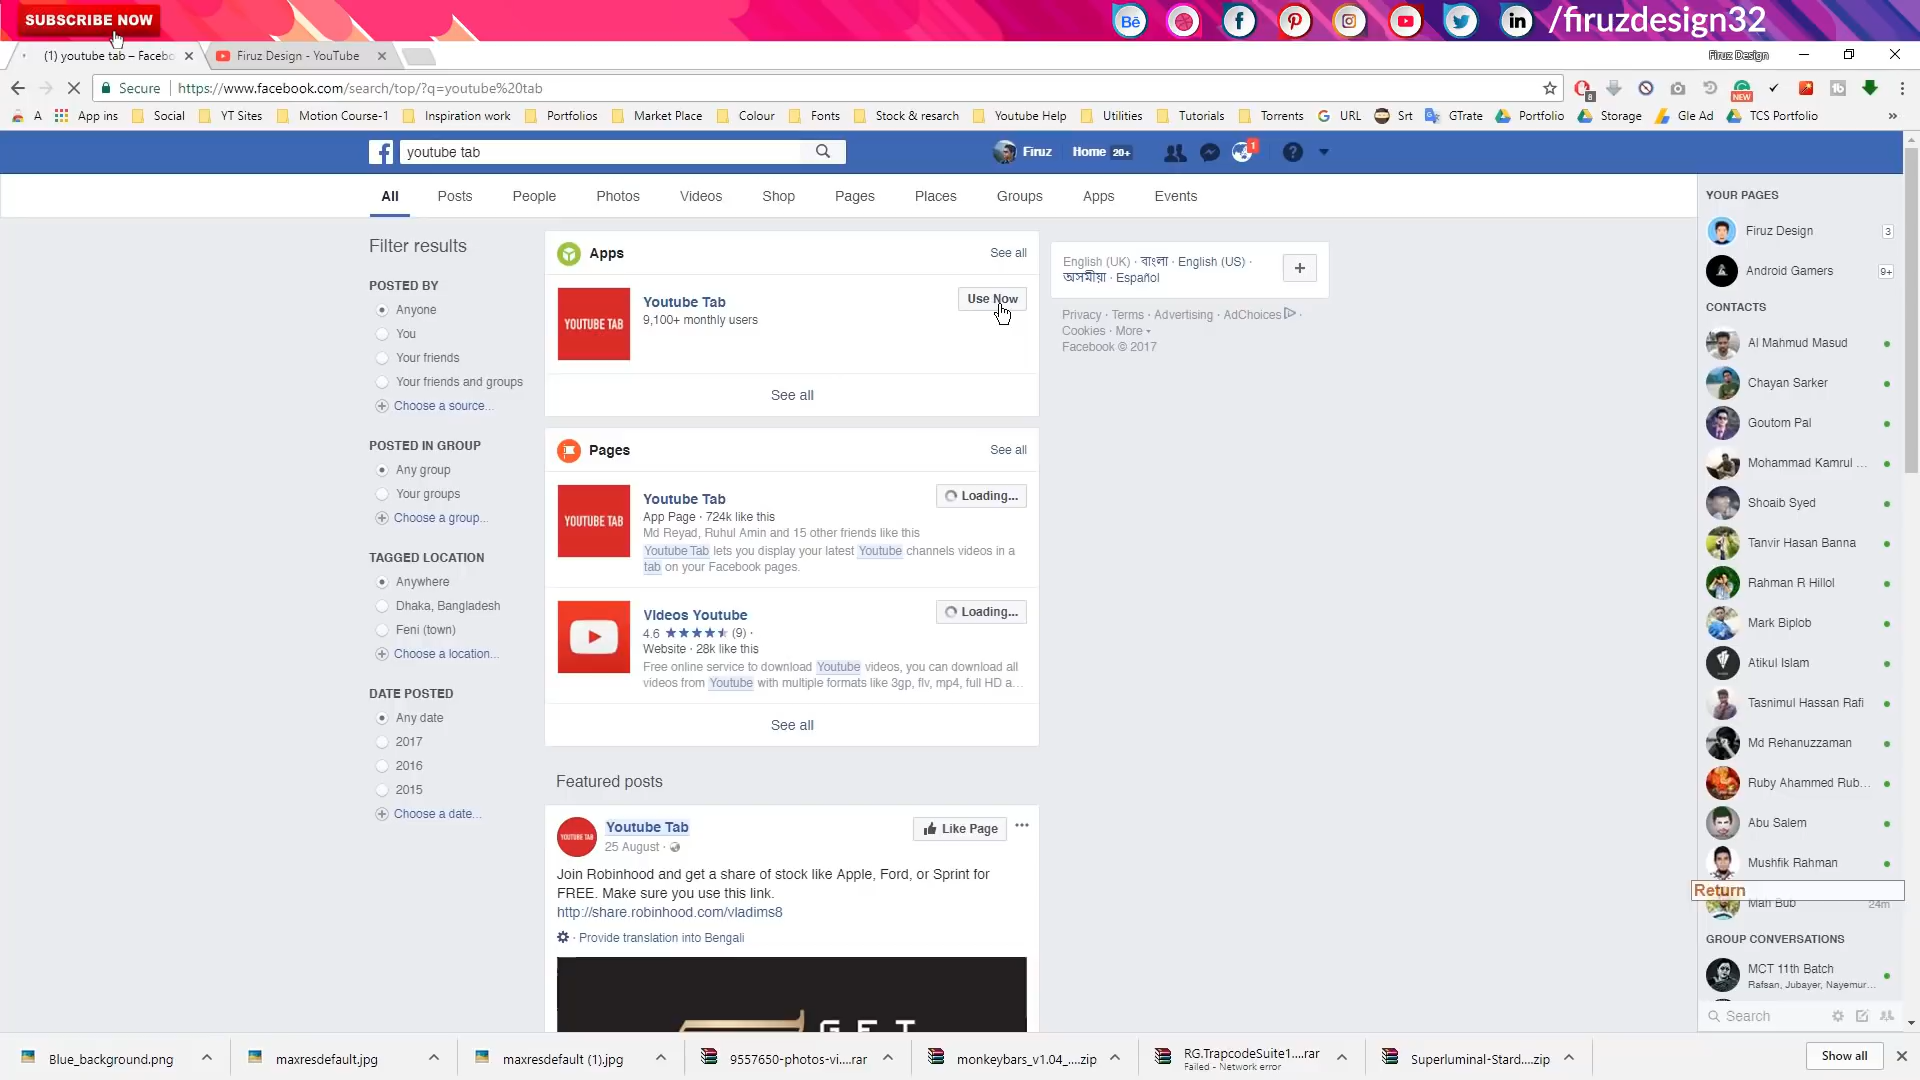 SUBSCRIBE NOW
Bē
/firuzdesign32
(1) youtube tab – Facebo
Firuz Design - YouTube
Firuz Design
Secure
https://www.facebook.com/search/top/?q=youtube%20tab
8
NEW
A
App ins
Social
YT Sites
Motion Course-1
Inspiration work
Portfolios
Market Place
Colour
Fonts
Stock & resarch
Youtube Help
Utilities
Tutorials
Torrents
URL
Srt
GTrate
Portfolio
Storage
Gle Ad
TCS Portfolio
»
youtube tab
Firuz
Home 20+
1
All
Posts
People
Photos
Videos
Shop
Pages
Places
Groups
Apps
Events
Filter results
POSTED BY
Anyone
You
Your friends
Your friends and groups
Choose a source...
POSTED IN GROUP
Any group
Your groups
Choose a group...
TAGGED LOCATION
Anywhere
Dhaka, Bangladesh
Feni (town)
Choose a location...
DATE POSTED
Any date
2017
2016
2015
Choose a date...
Apps
See all
YOUTUBE TAB
Youtube Tab
9,100+ monthly users
Use Now
See all
Pages
See all
YOUTUBE TAB
Youtube Tab
Loading...
App Page · 724k like this
Md Reyad, Ruhul Amin and 15 other friends like this
Youtube Tab lets you display your latest Youtube channels videos in a
tab on your Facebook pages.
Videos Youtube
Loading...
4.6 ★★★★★ (9) ·
Website · 28k like this
Free online service to download Youtube videos, you can download all
videos from Youtube with multiple formats like 3gp, flv, mp4, full HD a...
See all
Featured posts
YOUTUBE TAB
Youtube Tab
25 August ·
Like Page
Join Robinhood and get a share of stock like Apple, Ford, or Sprint for
FREE. Make sure you use this link.
http://share.robinhood.com/vladims8
· Provide translation into Bengali
GET
English (UK) · বাংলা · English (US) ·
অসমীয়া · Español
Privacy · Terms · Advertising · AdChoices ·
Cookies · More
Facebook © 2017
YOUR PAGES
Firuz Design
3
Android Gamers
9+
CONTACTS
Al Mahmud Masud
Chayan Sarker
Goutom Pal
Mohammad Kamrul ...
Shoaib Syed
Tanvir Hasan Banna
Rahman R Hillol
Mark Biplob
Atikul Islam
Tasnimul Hassan Rafi
Md Rehanuzzaman
Ruby Ahammed Rub...
Abu Salem
Mushfik Rahman
Return
Mah Bub
24m
GROUP CONVERSATIONS
MCT 11th Batch
Rafsan, Jubayer, Nayemur...
Search
Blue_background.png
maxresdefault.jpg
maxresdefault (1).jpg
9557650-photos-vi....rar
monkeybars_v1.04_....zip
RG.TrapcodeSuite1....rar
Failed - Network error
Superluminal-Stard....zip
Show all